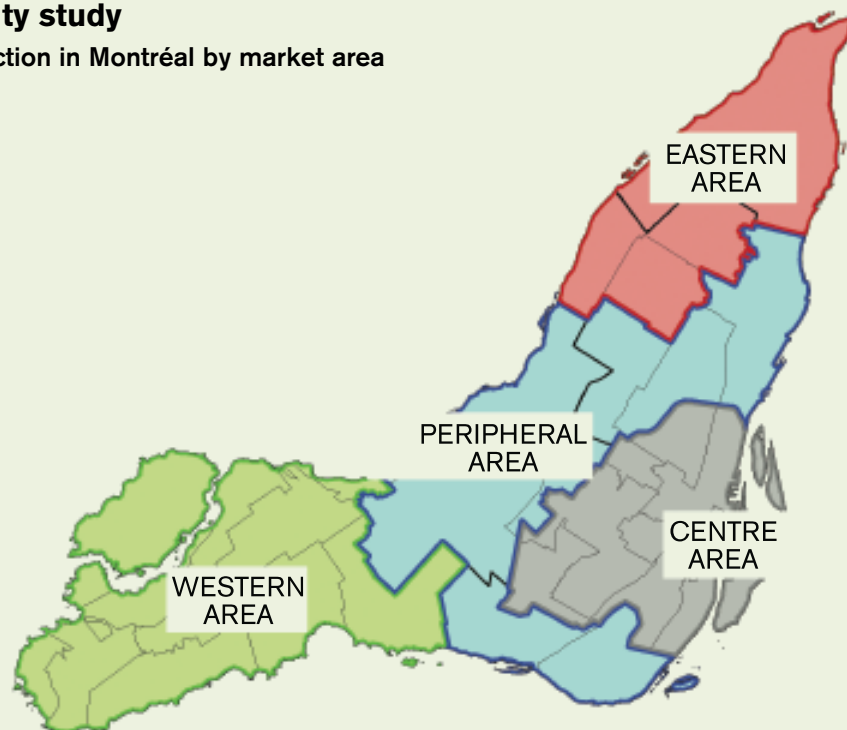 ty study
ction in Montréal by market area
EASTERN
AREA
PERIPHERAL
AREA
CENTRE
AREA
WESTERN
AREA